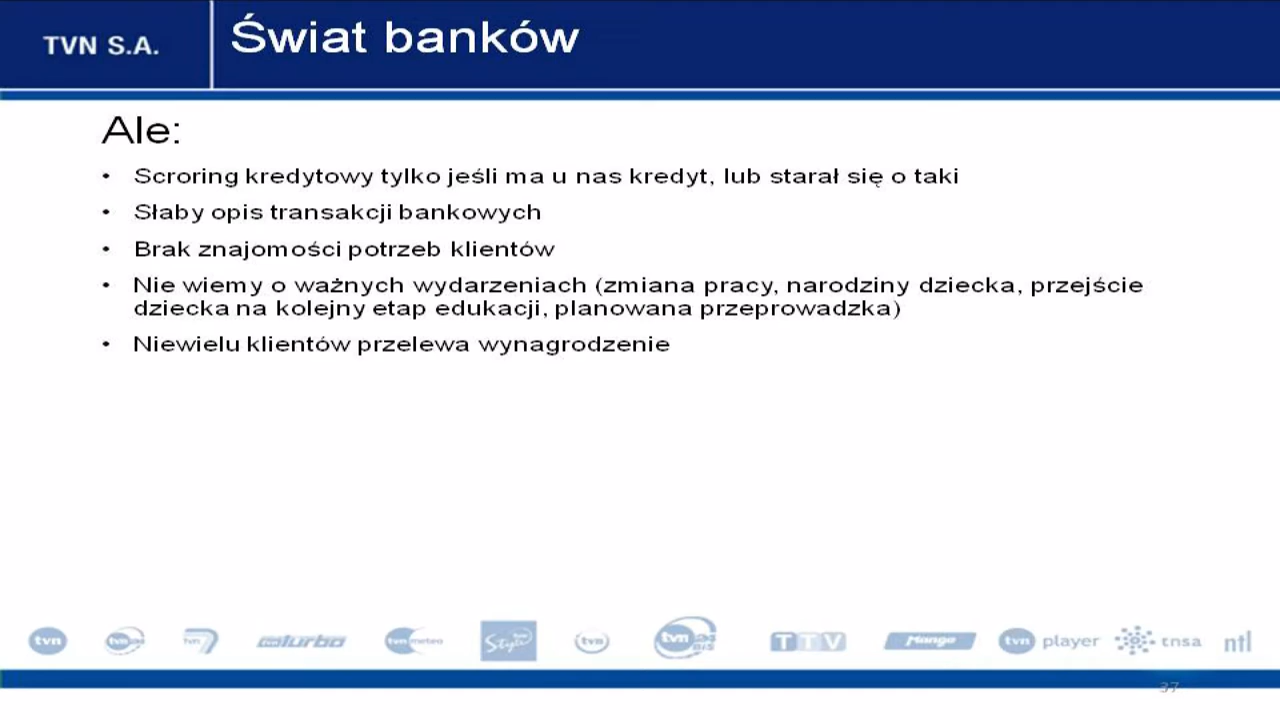 TVN S.A.
Świat banków
Ale:
• Scroring kredytowy tylko jeśli ma u nas kredyt, lub starał się o taki
• Słaby opis transakcji bankowych
• Brak znajomości potrzeb klientów
• Nie wiemy o ważnych wydarzeniach (zmiana pracy, narodziny dziecka, przejście
dziecka na kolejny etap edukacji, planowana przeprowadzka)
• Niewielu klientów przelewa wynagrodzenie
tvn
tvn
tvn
turbo
tvn meteo
Style
tvn
tvn
TTV
Mango
tvn player
tnsa
ntl
37